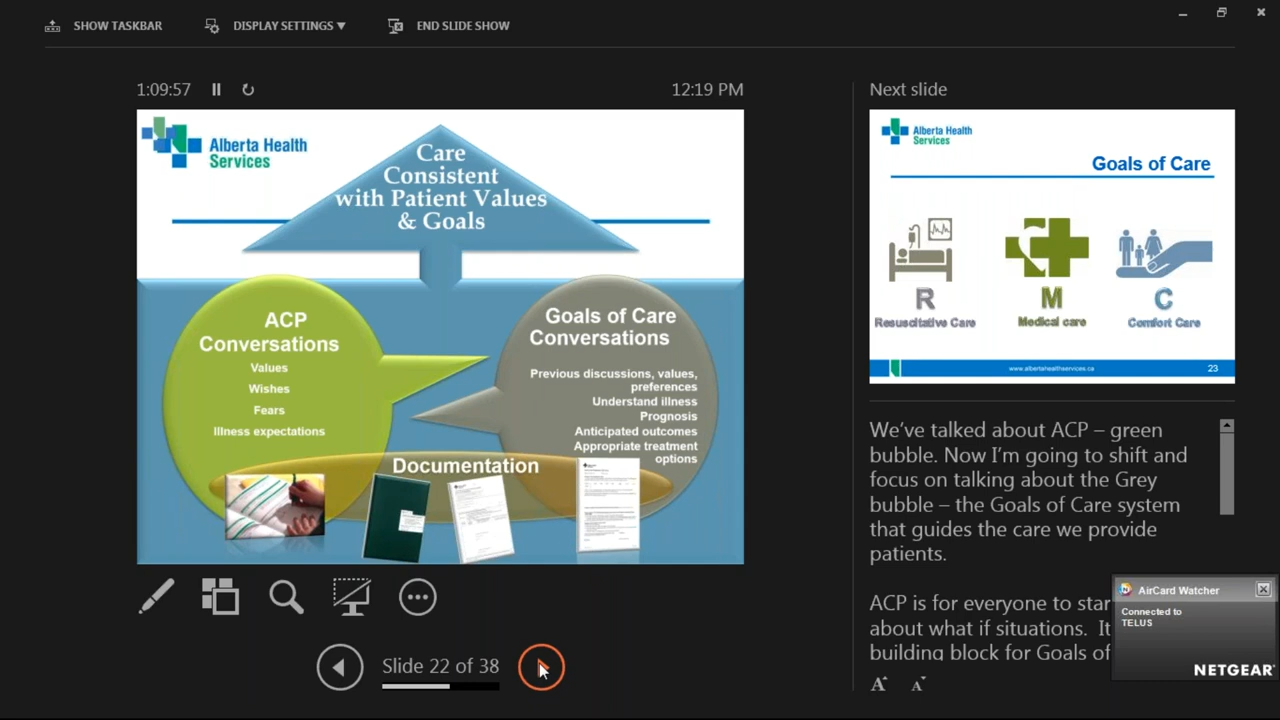 SHOW TASKBAR
DISPLAY SETTINGS
END SLIDE SHOW
1:09:57
12:19 PM
Alberta Health
Services
Care
Consistent
with Patient Values
& Goals
ACP
Conversations
Values
Wishes
Fears
Illness expectations
Goals of Care
Conversations
Previous discussions, values,
preferences
Understand illness
Prognosis
Anticipated outcomes
Appropriate treatment
options
Documentation
Slide 22 of 38
Next slide
Alberta Health
Services
Goals of Care
R
Resuscitative Care
M
Medical care
C
Comfort Care
www.albertahealthservices.ca
23
We’ve talked about ACP – green
bubble. Now I’m going to shift and
focus on talking about the Grey
bubble – the Goals of Care system
that guides the care we provide
patients.
ACP is for everyone to star
about what if situations. It
building block for Goals of
A A
AirCard Watcher
Connected to
TELUS
NETGEAR